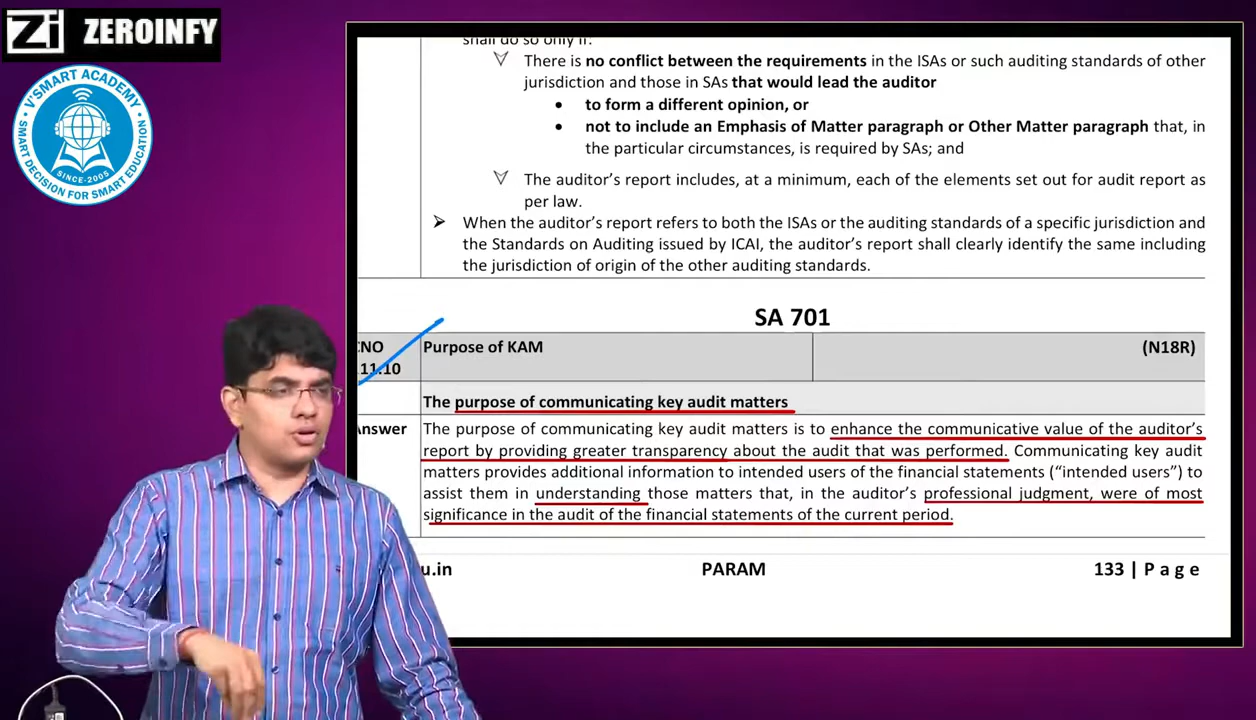 Zi ZEROINFY
V'SMART ACADEMY
SINCE-2005
SMART DECISION FOR SMART EDUCATION
shall do so only if:
There is no conflict between the requirements in the ISAs or such auditing standards of other
jurisdiction and those in SAs that would lead the auditor
• to form a different opinion, or
• not to include an Emphasis of Matter paragraph or Other Matter paragraph that, in
the particular circumstances, is required by SAs; and
The auditor's report includes, at a minimum, each of the elements set out for audit report as
per law.
➢ When the auditor's report refers to both the ISAs or the auditing standards of a specific jurisdiction and
the Standards on Auditing issued by ICAI, the auditor's report shall clearly identify the same including
the jurisdiction of origin of the other auditing standards.
SA 701
NO Purpose of KAM (N18R)
11.10
The purpose of communicating key audit matters
nswer The purpose of communicating key audit matters is to enhance the communicative value of the auditor's
report by providing greater transparency about the audit that was performed. Communicating key audit
matters provides additional information to intended users of the financial statements ("intended users") to
assist them in understanding those matters that, in the auditor's professional judgment, were of most
significance in the audit of the financial statements of the current period.
u.in PARAM 133 | P a g e